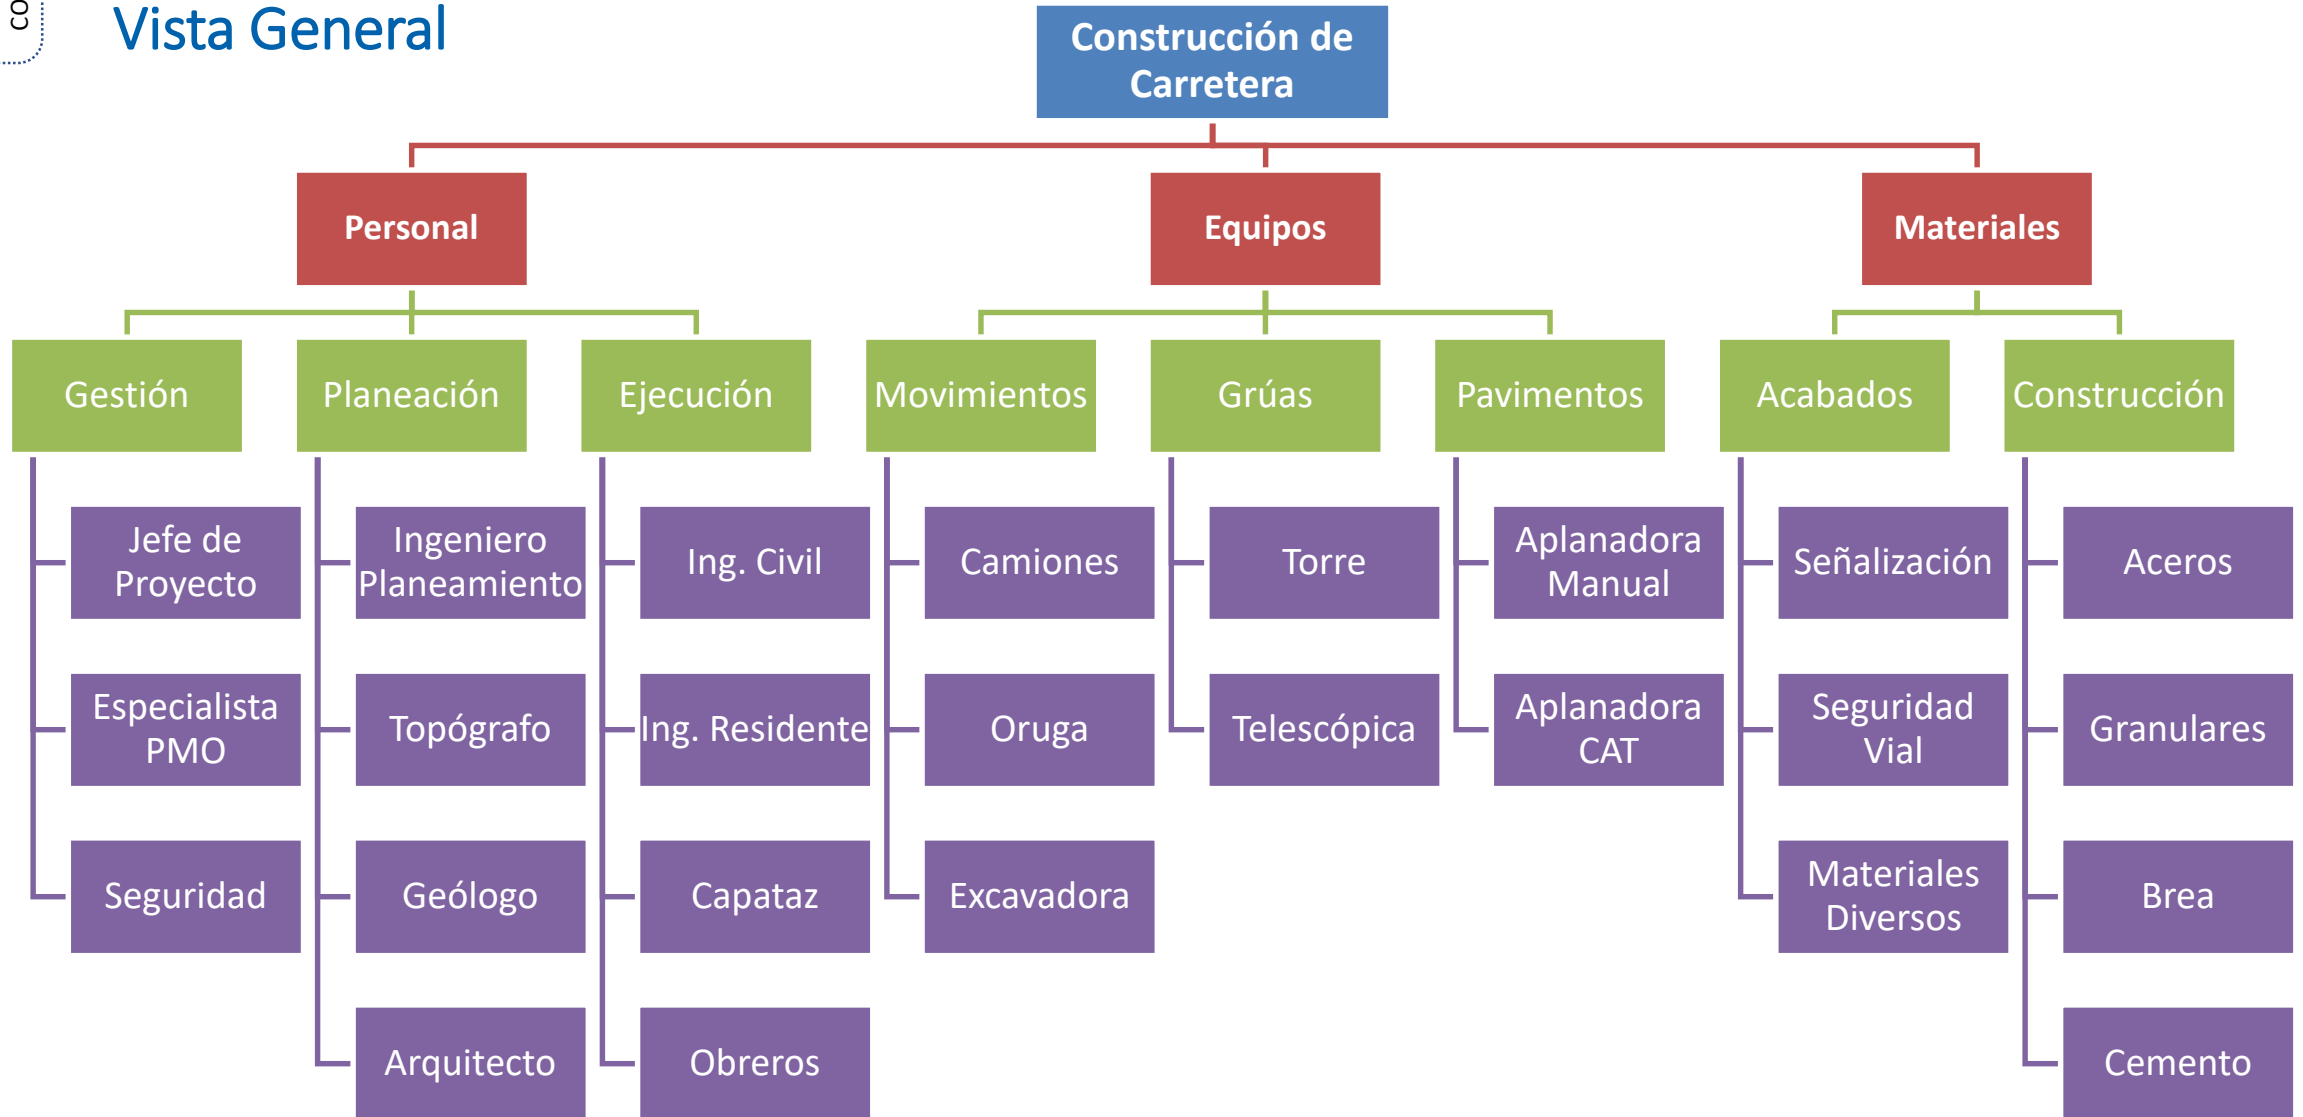 CO
Vista General
Construcción de
Carretera
Personal
Equipos
Materiales
Gestión
Planeación
Ejecución
Movimientos
Grúas
Pavimentos
Acabados
Construcción
Jefe de
Proyecto
Ingeniero
Planeamiento
Ing. Civil
Camiones
Torre
Aplanadora
Manual
Señalización
Aceros
Especialista
PMO
Topógrafo
Ing. Residente
Oruga
Telescópica
Aplanadora
CAT
Seguridad
Vial
Granulares
Seguridad
Geólogo
Capataz
Excavadora
Materiales
Diversos
Brea
Arquitecto
Obreros
Cemento